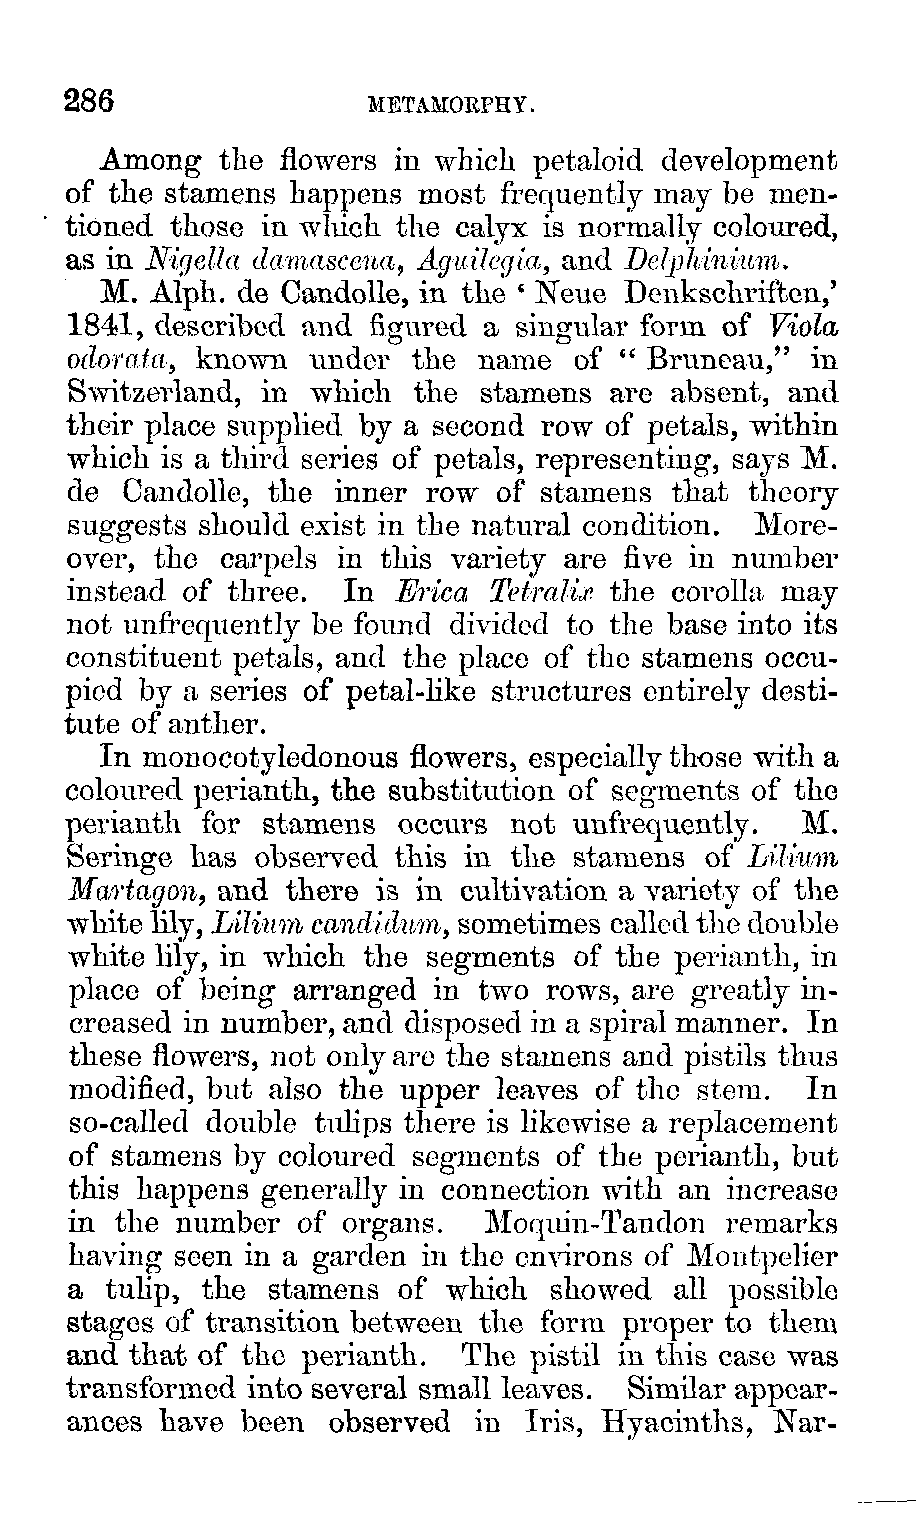 286 METAMORPHY.
Among the flowers in which petaloid development
of the stamens happens most frequently may be men-
tioned those in which the calyx is normally coloured,
as in Nigella damascena, Aquilegia, and Delphinium.
M. Alph. de Candolle, in the ‘ Neue Denkschriften,’
1841, described and figured a singular form of Viola
odorata, known under the name of “ Bruneau,” in
Switzerland, in which the stamens are absent, and
their place supplied by a second row of petals, within
which is a third series of petals, representing, says M.
de Candolle, the inner row of stamens that theory
suggests should exist in the natural condition. More-
over, the carpels in this variety are five in number
instead of three. In Erica Tetralix the corolla may
not unfrequently be found divided to the base into its
constituent petals, and the place of the stamens occu-
pied by a series of petal-like structures entirely desti-
tute of anther.
In monocotyledonous flowers, especially those with a
coloured perianth, the substitution of segments of the
perianth for stamens occurs not unfrequently. M.
Seringe has observed this in the stamens of Lilium
Martagon, and there is in cultivation a variety of the
white lily, Lilium candidum, sometimes called the double
white lily, in which the segments of the perianth, in
place of being arranged in two rows, are greatly in-
creased in number, and disposed in a spiral manner. In
these flowers, not only are the stamens and pistils thus
modified, but also the upper leaves of the stem. In
so-called double tulips there is likewise a replacement
of stamens by coloured segments of the perianth, but
this happens generally in connection with an increase
in the number of organs. Moquin-Tandon remarks
having seen in a garden in the environs of Montpelier
a tulip, the stamens of which showed all possible
stages of transition between the form proper to them
and that of the perianth. The pistil in this case was
transformed into several small leaves. Similar appear-
ances have been observed in Iris, Hyacinths, Nar-